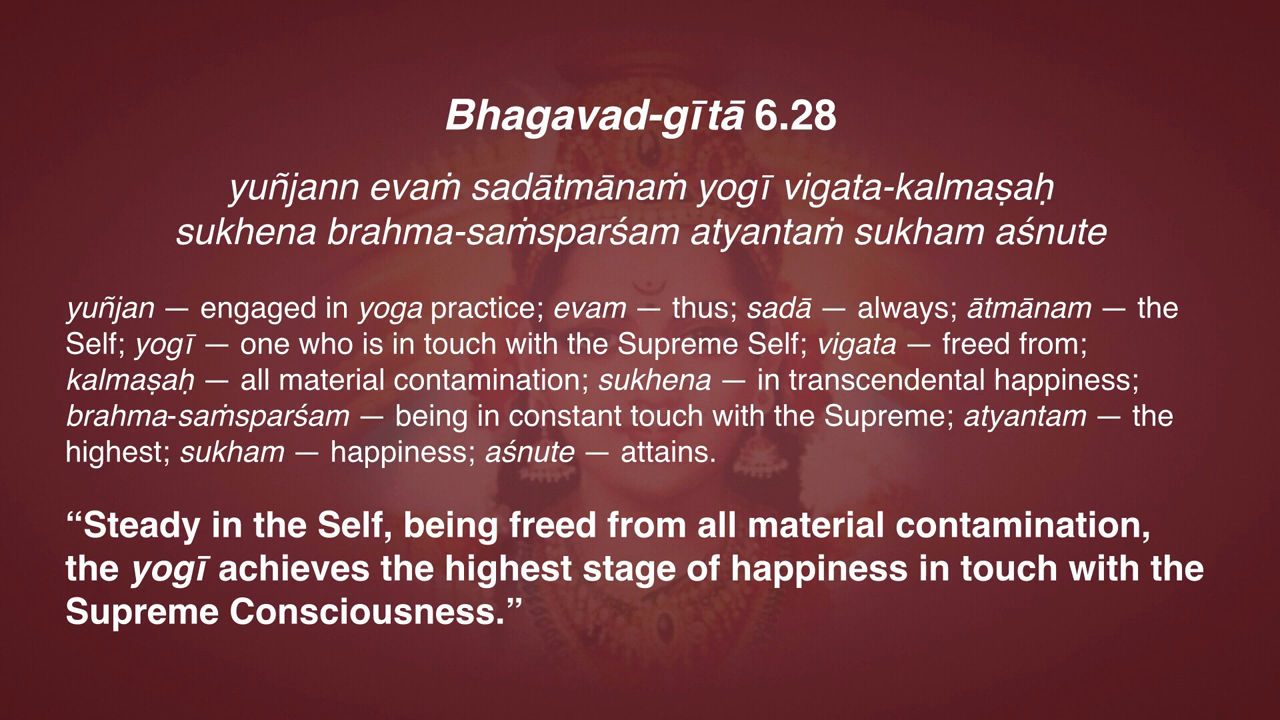 Bhagavad-gītā 6.28
yuñjann evaṁ sadātmānaṁ yogī vigata-kalmaṣaḥ
sukhena brahma-saṁsparśam atyantaṁ sukham aśnute
yuñjan — engaged in yoga practice; evam — thus; sadā — always; ātmānam — the
Self; yogī — one who is in touch with the Supreme Self; vigata — freed from;
kalmaṣaḥ — all material contamination; sukhena — in transcendental happiness;
brahma-saṁsparśam — being in constant touch with the Supreme; atyantam — the
highest; sukham — happiness; aśnute — attains.
“Steady in the Self, being freed from all material contamination,
the yogī achieves the highest stage of happiness in touch with the
Supreme Consciousness.”